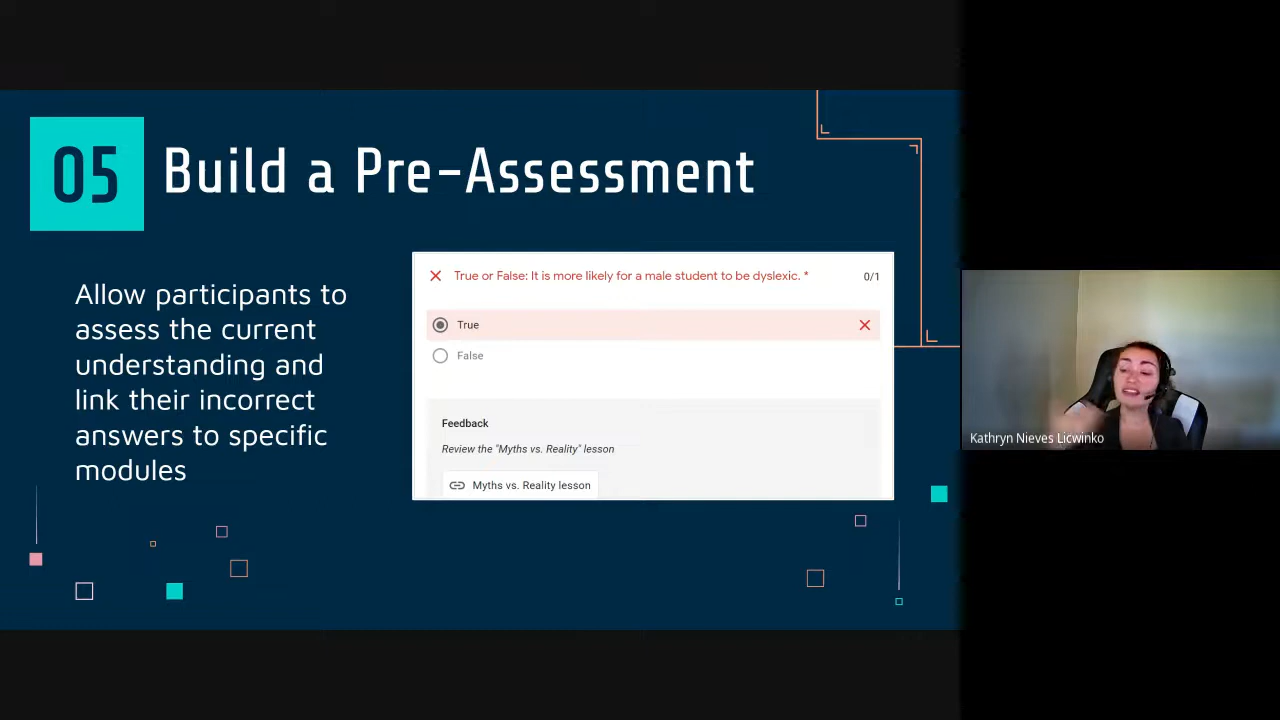 05
Build a Pre-Assessment
Allow participants to
assess the current
understanding and
link their incorrect
answers to specific
modules
True or False: It is more likely for a male student to be dyslexic. *
0/1
True
False
Feedback
Review the "Myths vs. Reality" lesson
Myths vs. Reality lesson
Kathryn Nieves Licwinko